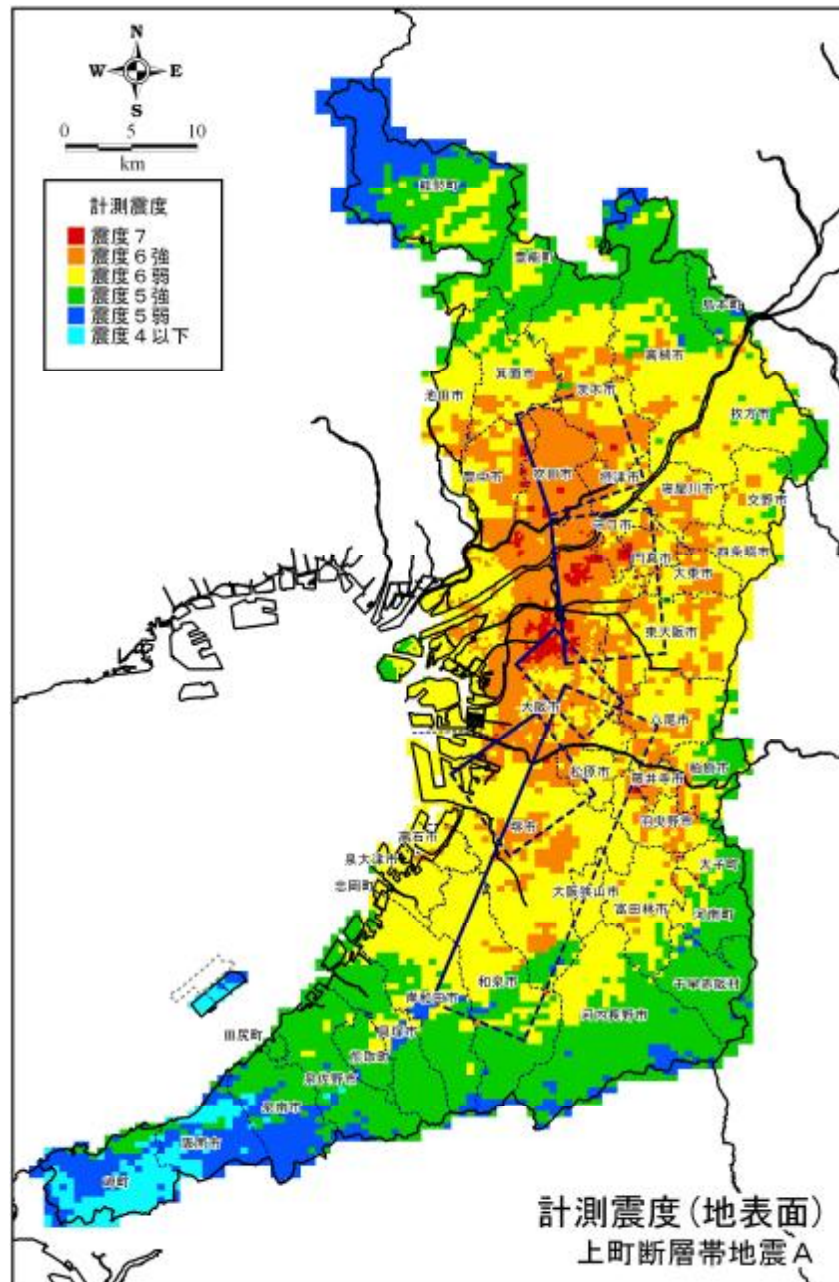 N
W E
S
0 5 10
km
計測震度
震度7
震度6強
震度6弱
震度5強
震度5弱
震度4以下
能勢町
豊能町
島本町
高槻市
箕面市
茨木市
池田市
枚方市
豊中市
吹田市
摂津市
寝屋川市
交野市
守口市
門真市
四条畷市
大東市
東大阪市
大阪市
八尾市
松原市
柏原市
藤井寺市
羽曳野市
堺市
高石市
泉大津市
太子町
忠岡町
大阪狭山市
富田林市
河南町
和泉市
千早赤阪村
岸和田市
河内長野市
貝塚市
田尻町
熊取町
泉佐野市
泉南市
阪南市
岬町
計測震度(地表面)
上町断層帯地震A